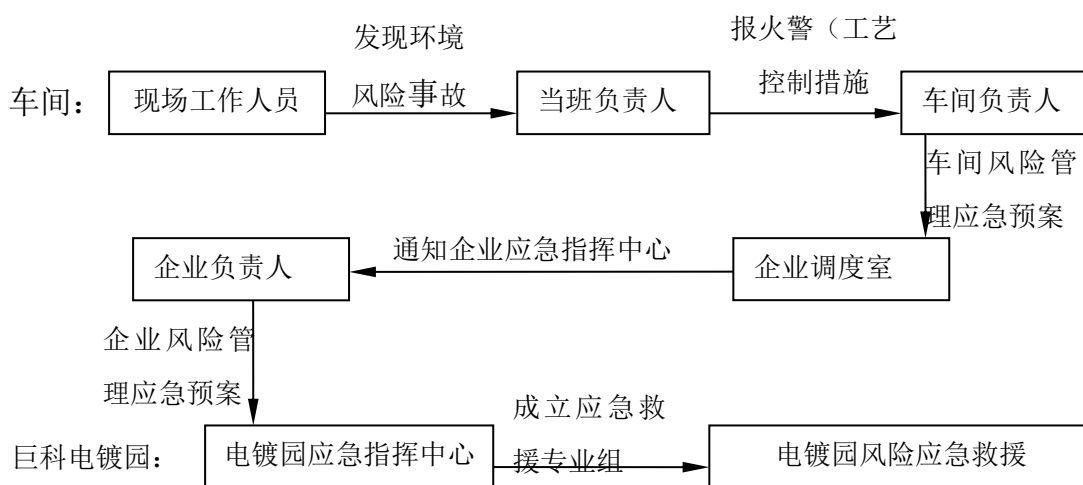 发现环境
风险事故
报火警（工艺
控制措施
车间：
现场工作人员
当班负责人
车间负责人
车间风险管
理应急预案
企业负责人
通知企业应急指挥中心
企业调度室
企业风险管
理应急预案
成立应急救
援专业组
巨科电镀园：
电镀园应急指挥中心
电镀园风险应急救援